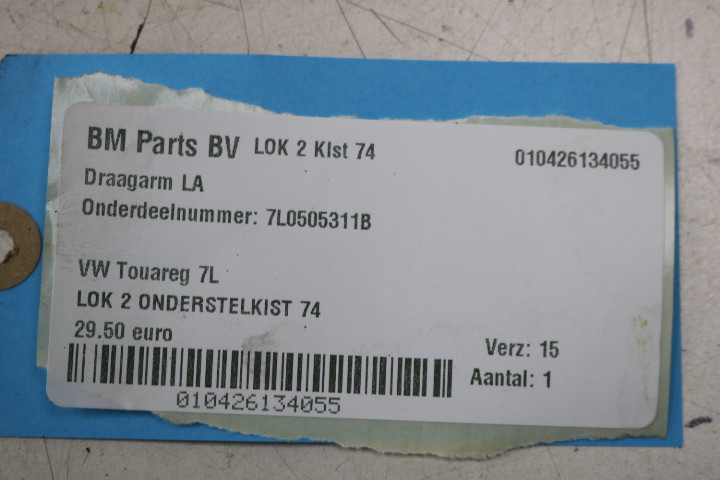 BM Parts BV LOK 2 Kist 74
010426134055
Draagarm LA
Onderdeelnummer: 7L0505311B
VW Touareg 7L
LOK 2 ONDERSTELKIST 74
29.50 euro
Verz: 15
Aantal: 1
010426134055